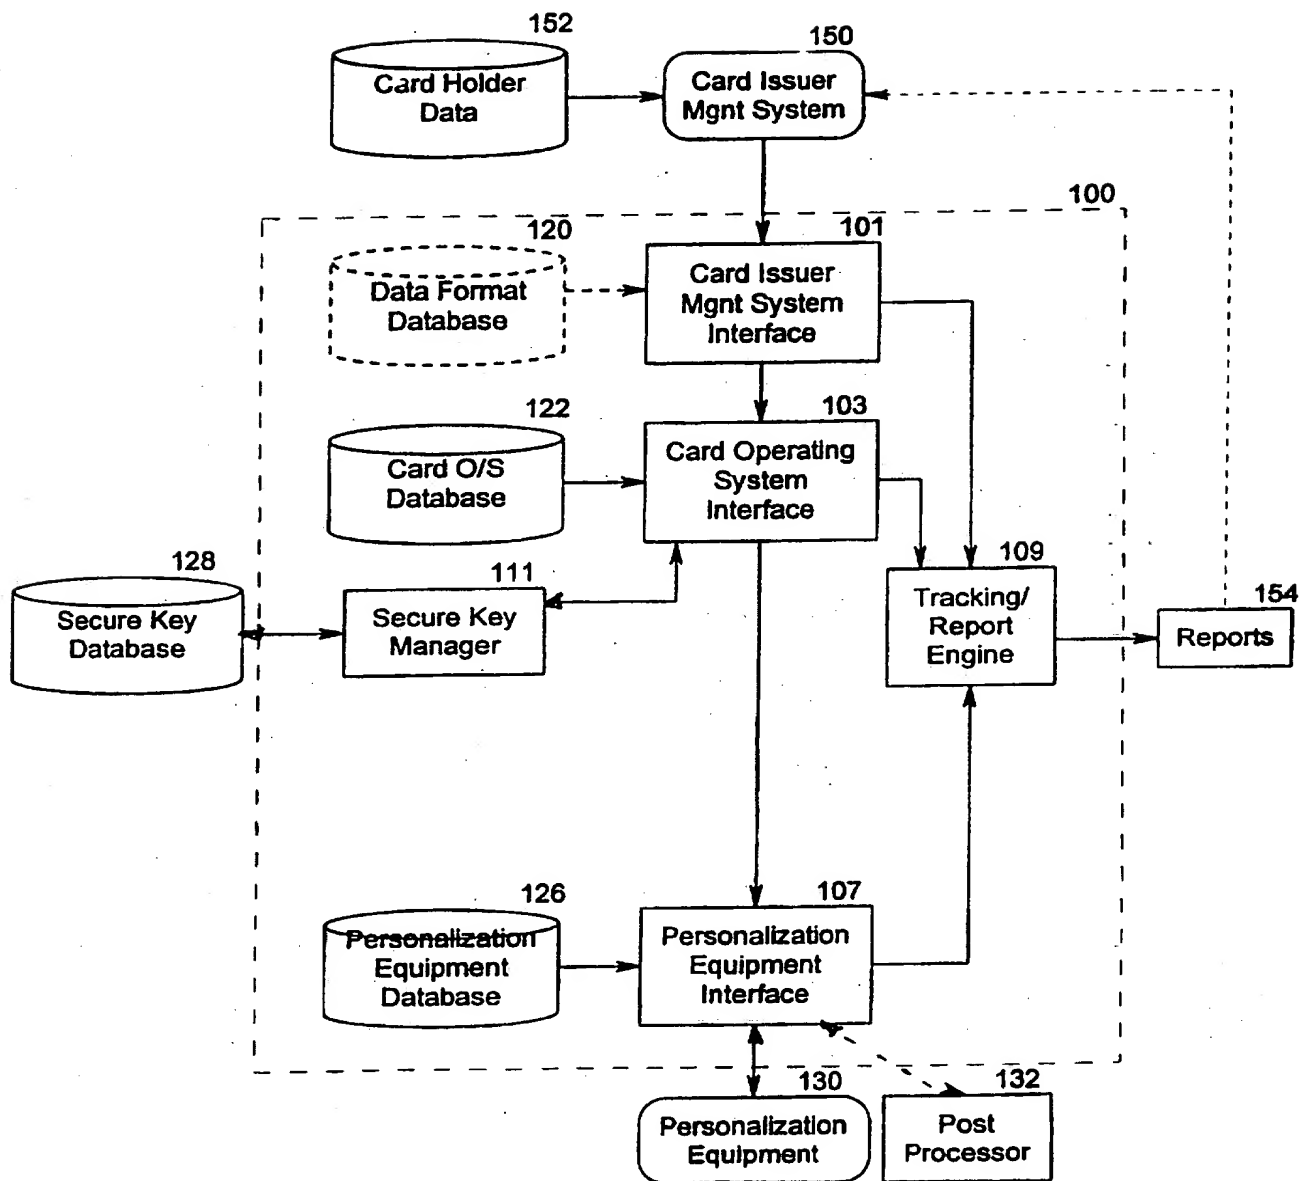 152
Card Holder
Data
150
Card Issuer
Mgnt System
100
120
Data Format
Database
101
Card Issuer
Mgnt System
Interface
122
Card O/S
Database
103
Card Operating
System
Interface
128
Secure Key
Database
111
Secure Key
Manager
109
Tracking/
Report
Engine
154
Reports
126
Personalization
Equipment
Database
107
Personalization
Equipment
Interface
130
Personalization
Equipment
132
Post
Processor